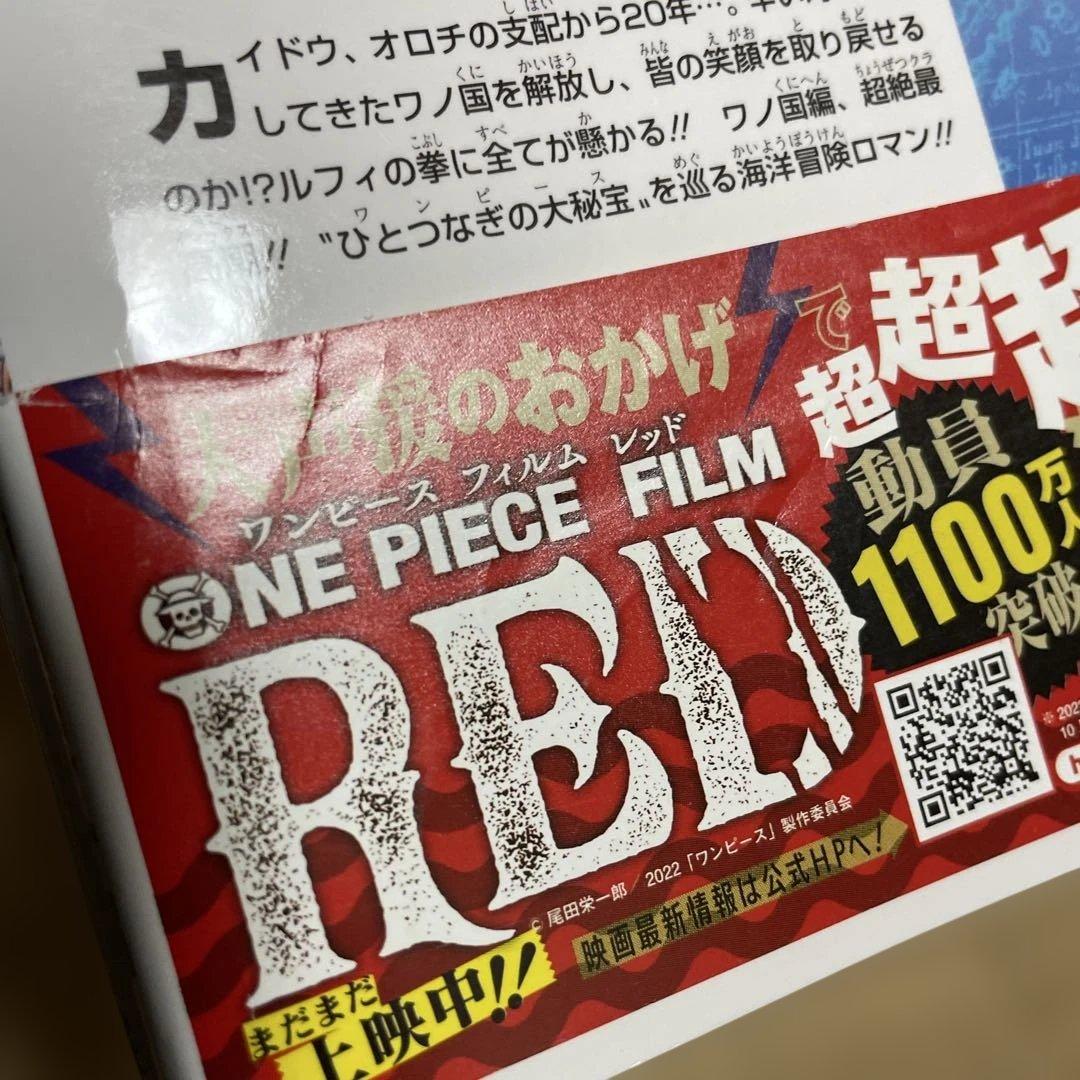 カイドウ、オロチの支配から20年…。
してきたワノ国を解放し、皆の笑顔を取り戻せる
のか!?ルフィの拳に全てが懸かる!! ワノ国編、超絶最
!! “ひとつなぎの大秘宝”を巡る海洋冒険ロマン!!
大声援のおかげで
超超超
ワンピース フィルム レッド
ONE PIECE FILM
RED
動員
1100万人
突破
※202
10
© 尾田栄一郎／2022「ワンピース」製作委員会
映画最新情報は公式HPへ!
まだまだ
上映中!!